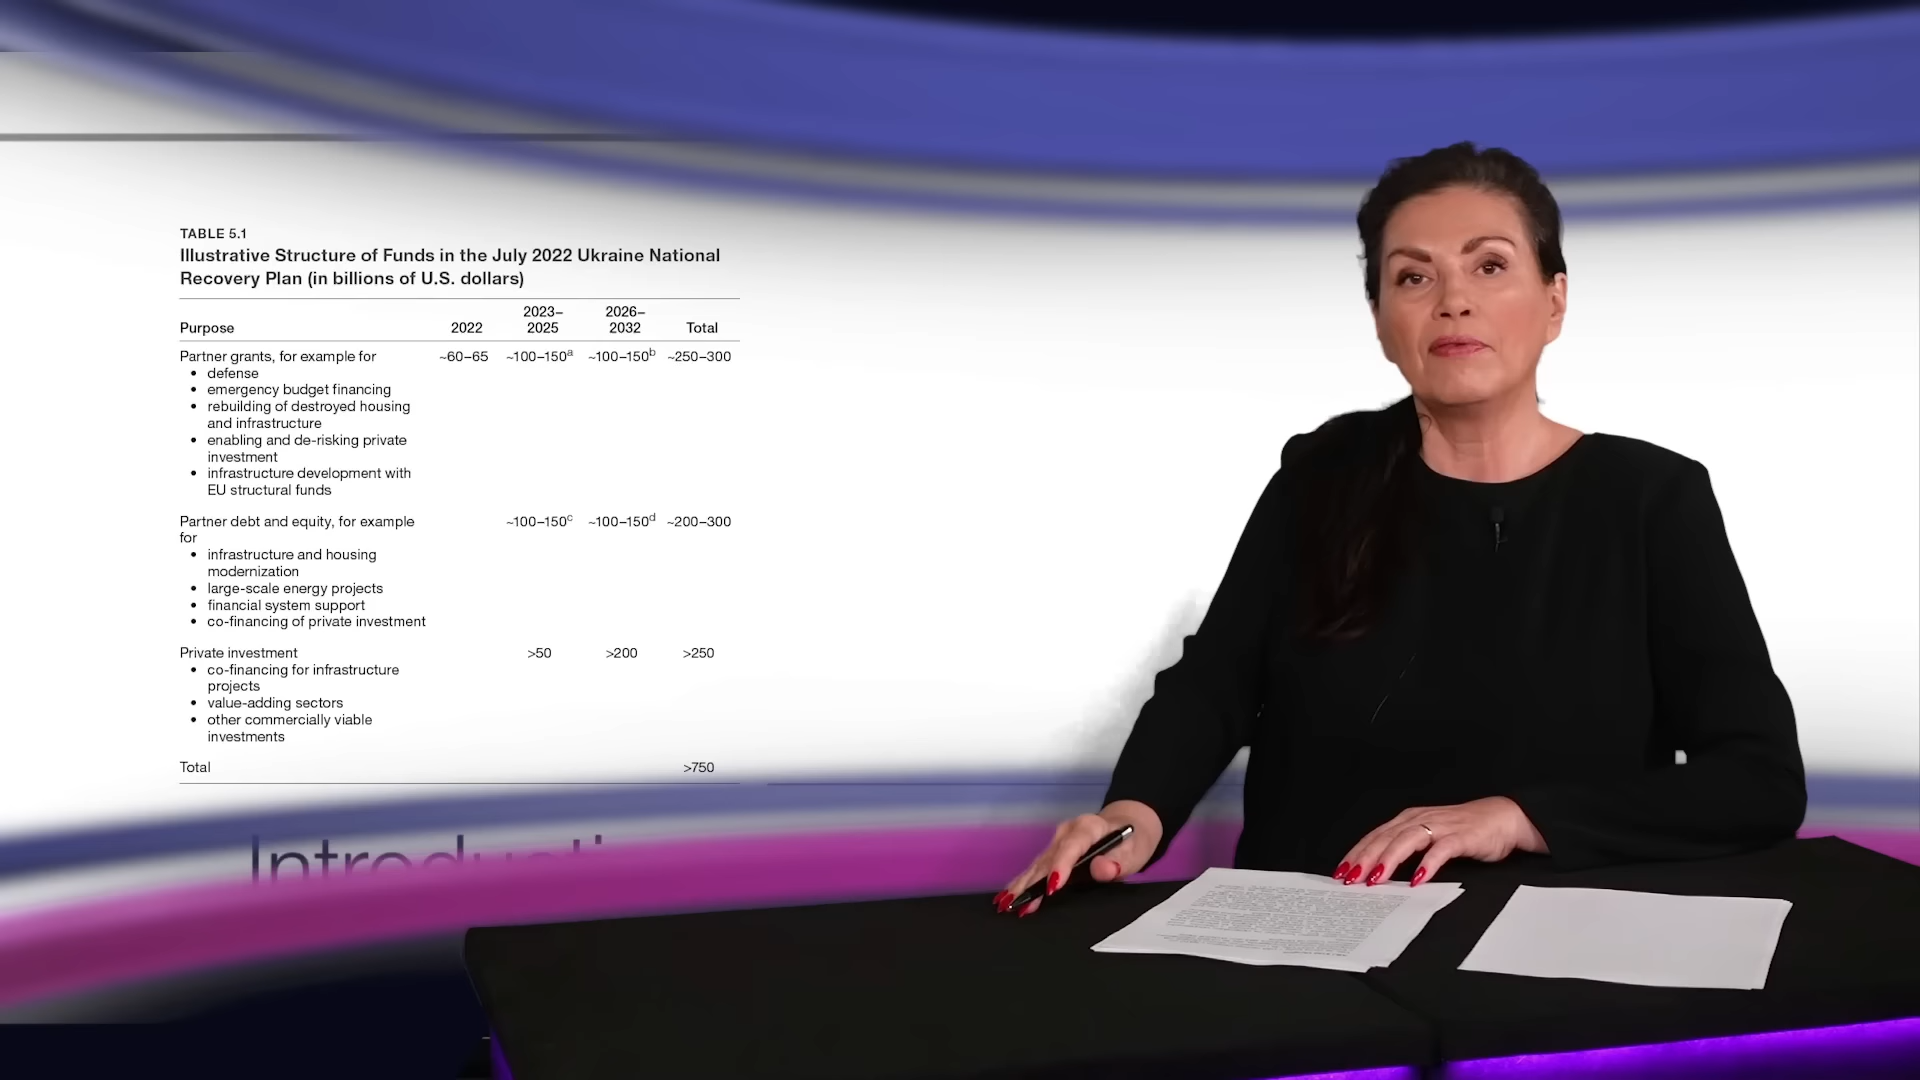 TABLE 5.1
Illustrative Structure of Funds in the July 2022 Ukraine National
Recovery Plan (in billions of U.S. dollars)
Purpose 2022 2023–2025 2026–2032 Total
Partner grants, for example for ~60–65 ~100–150a ~100–150b ~250–300
• defense
• emergency budget financing
• rebuilding of destroyed housing
and infrastructure
• enabling and de-risking private
investment
• infrastructure development with
EU structural funds
Partner debt and equity, for example ~100–150c ~100–150d ~200–300
for
• infrastructure and housing
modernization
• large-scale energy projects
• financial system support
• co-financing of private investment
Private investment >50 >200 >250
• co-financing for infrastructure
projects
• value-adding sectors
• other commercially viable
investments
Total >750